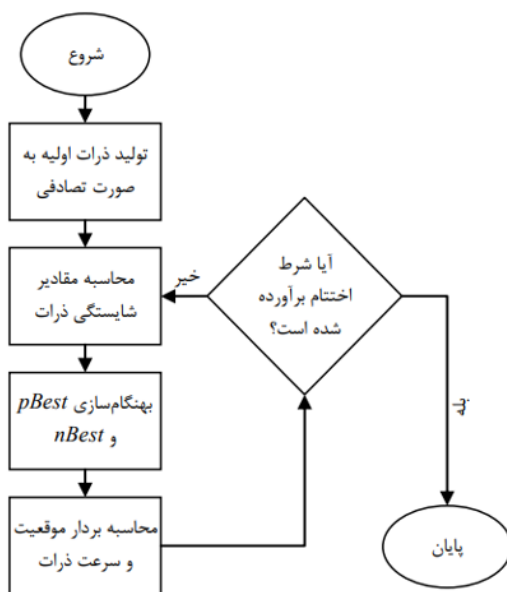 شروع
تولید ذرات اولیه به
صورت تصادفی
محاسبه مقادیر
شایستگی ذرات
بهنگام‌سازی pBest
و nBest
محاسبه بردار موقعیت
و سرعت ذرات
آیا شرط
اختتام برآورده
شده است؟
خیر
بله
پایان